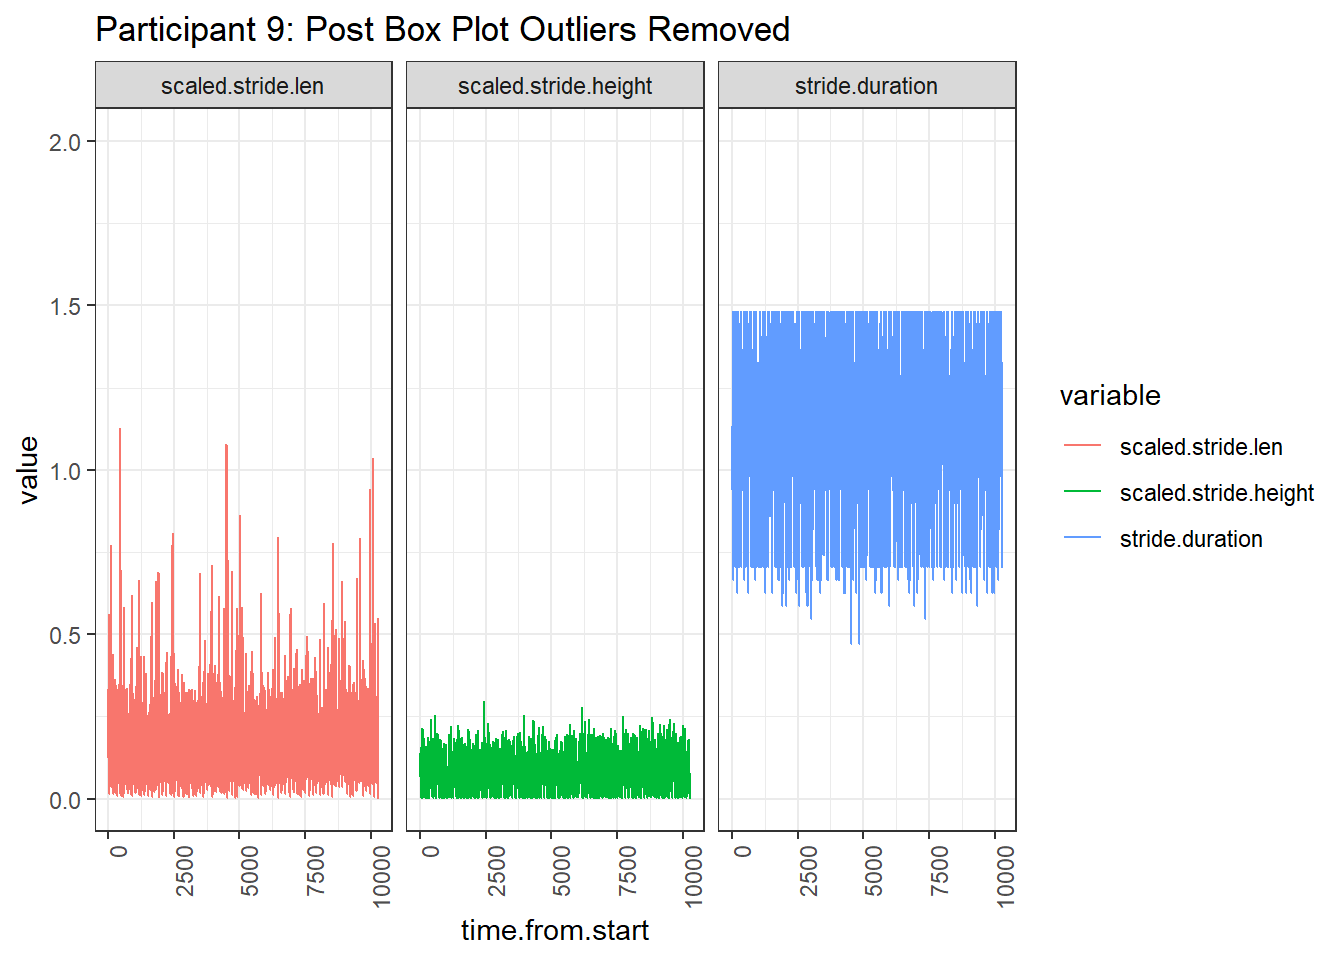 Participant 9: Post Box Plot Outliers Removed
scaled.stride.len
scaled.stride.height
stride.duration
2.0
1.5
1.0
0.5
0.0
value
0
2500
5000
7500
10000
0
2500
5000
7500
10000
0
2500
5000
7500
10000
time.from.start
variable
scaled.stride.len
scaled.stride.height
stride.duration